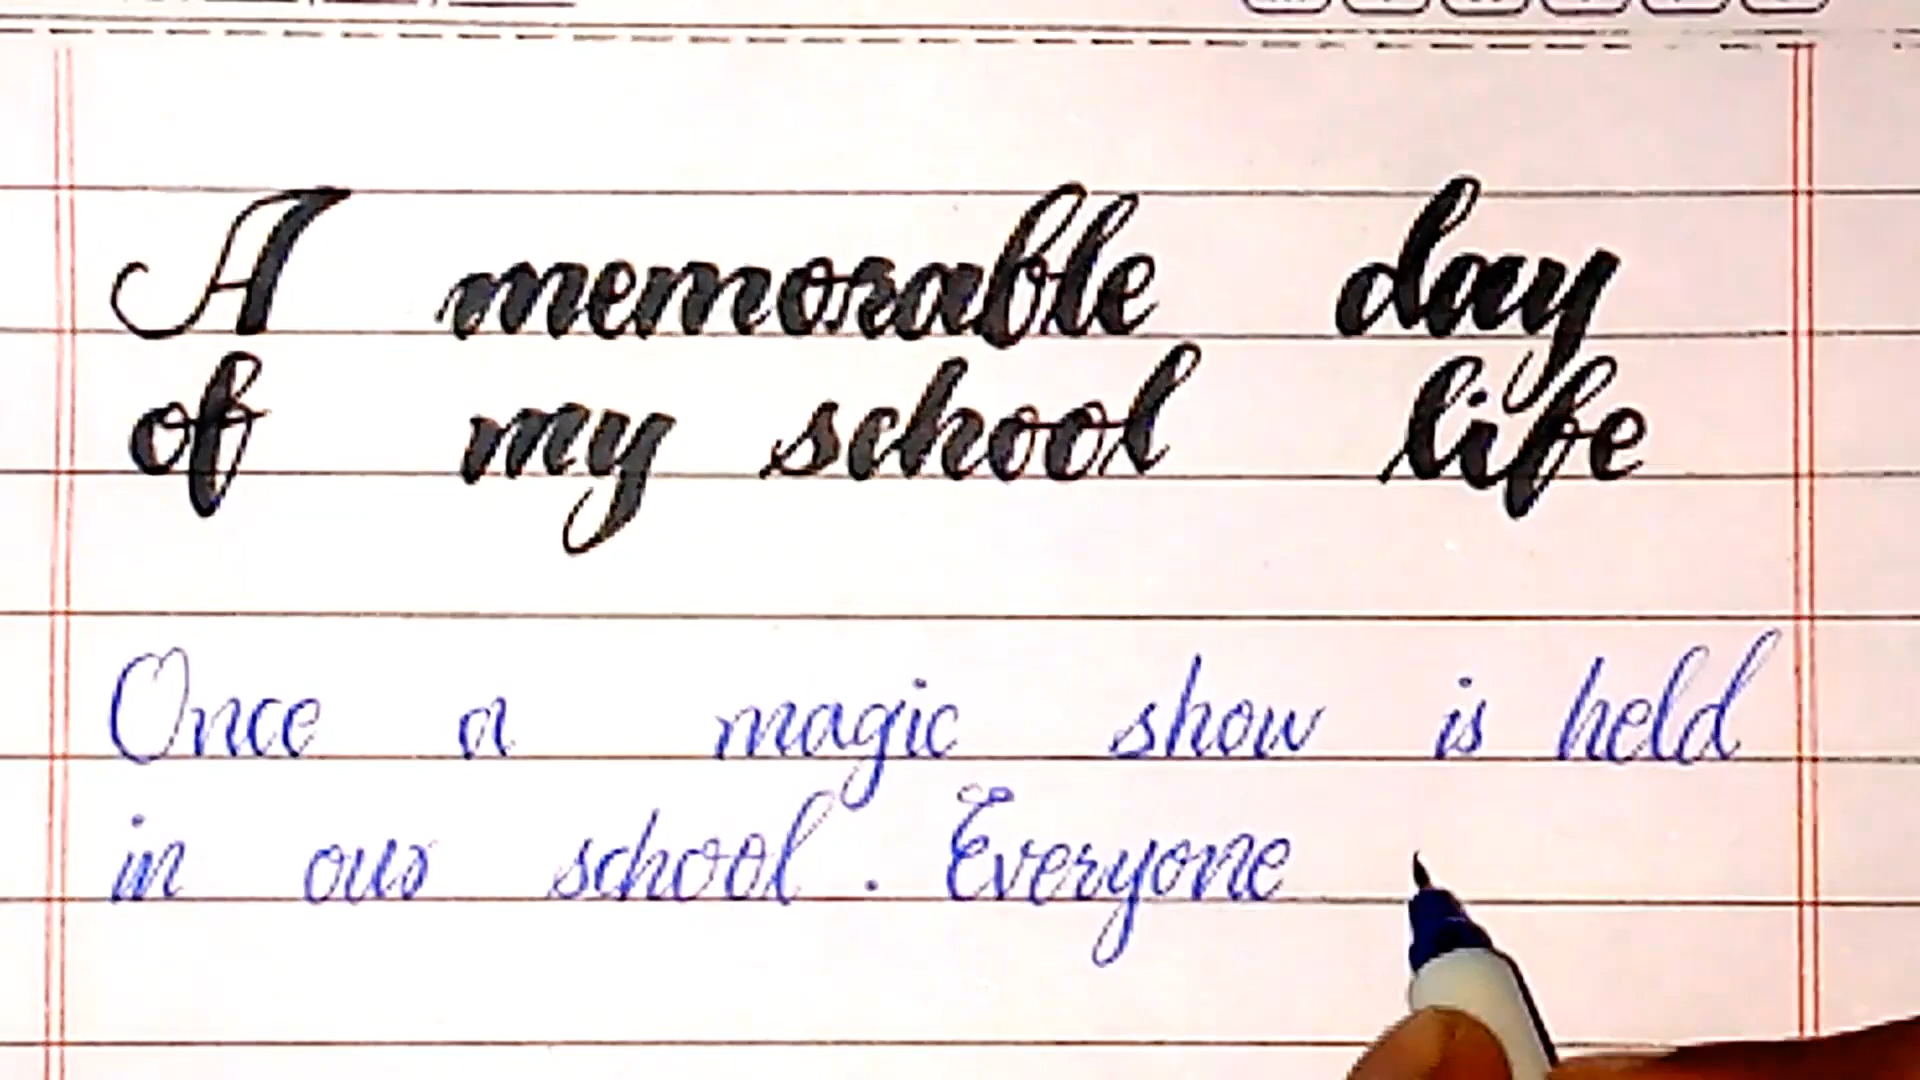 A memorable day
of my school life
Once a magic show is held
in our school. Everyone